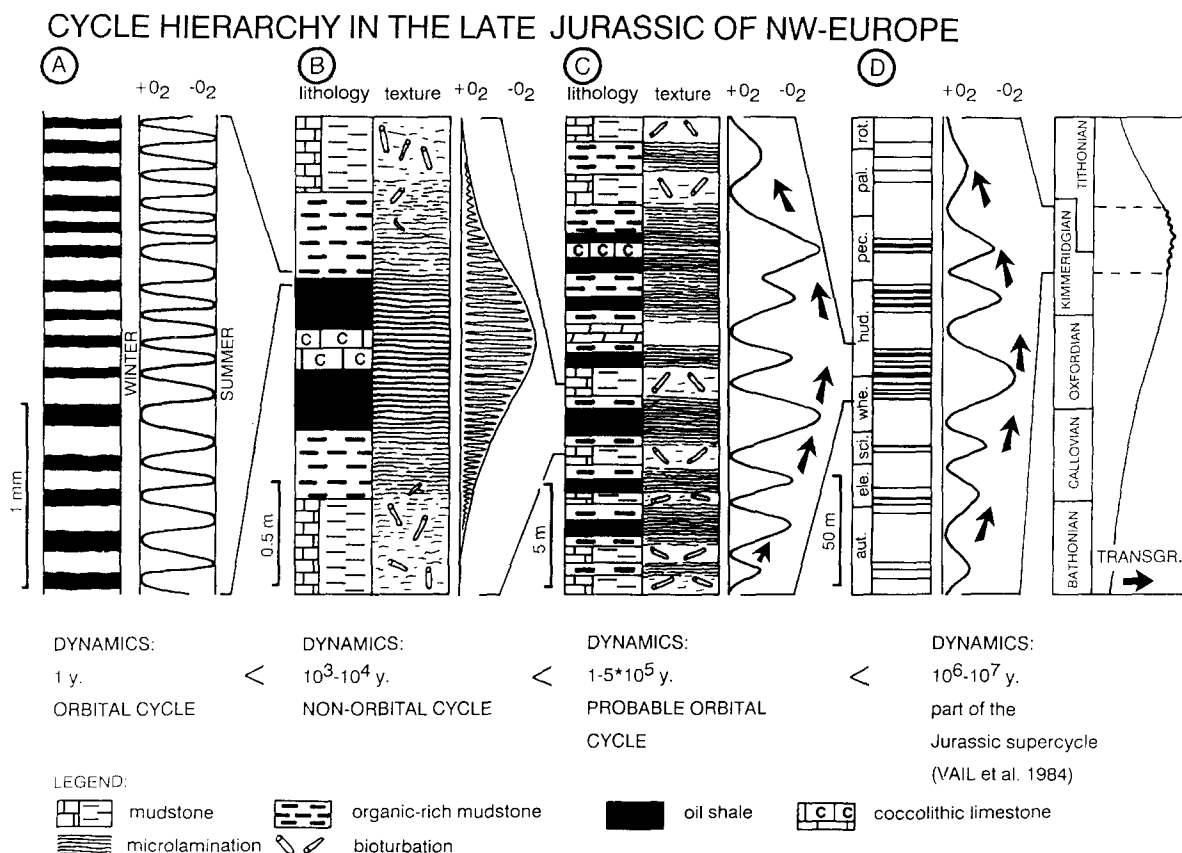 CYCLE HIERARCHY IN THE LATE JURASSIC OF NW-EUROPE
A
B
C
D
+O₂ -O₂
lithology texture +O₂ -O₂
lithology texture +O₂ -O₂
+O₂ -O₂
WINTER
SUMMER
1 mm
C
C C
0.5 m
C C C
5 m
rot.
pal.
pec.
hud.
whe.
sci.
ele.
aut.
50 m
TITHONIAN
KIMMERIDGIAN
OXFORDIAN
CALLOVIAN
BATHONIAN
TRANSGR.
DYNAMICS:
1 y.
ORBITAL CYCLE
<
DYNAMICS:
10³-10⁴ y.
NON-ORBITAL CYCLE
<
DYNAMICS:
1-5*10⁵ y.
PROBABLE ORBITAL
CYCLE
<
DYNAMICS:
10⁶-10⁷ y.
part of the
Jurassic supercycle
(VAIL et al. 1984)
LEGEND:
mudstone
organic-rich mudstone
oil shale
C C
coccolithic limestone
microlamination
bioturbation